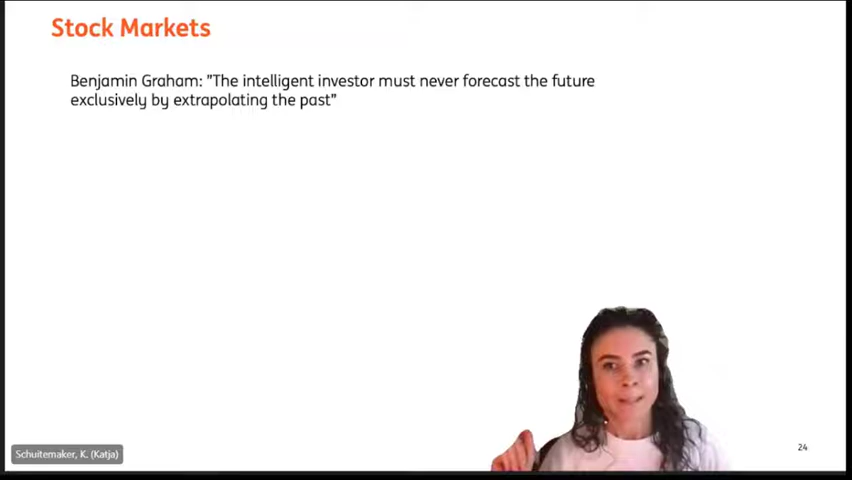 Stock Markets
Benjamin Graham: ”The intelligent investor must never forecast the future
exclusively by extrapolating the past”
Schuitemaker, K. (Katja)
24